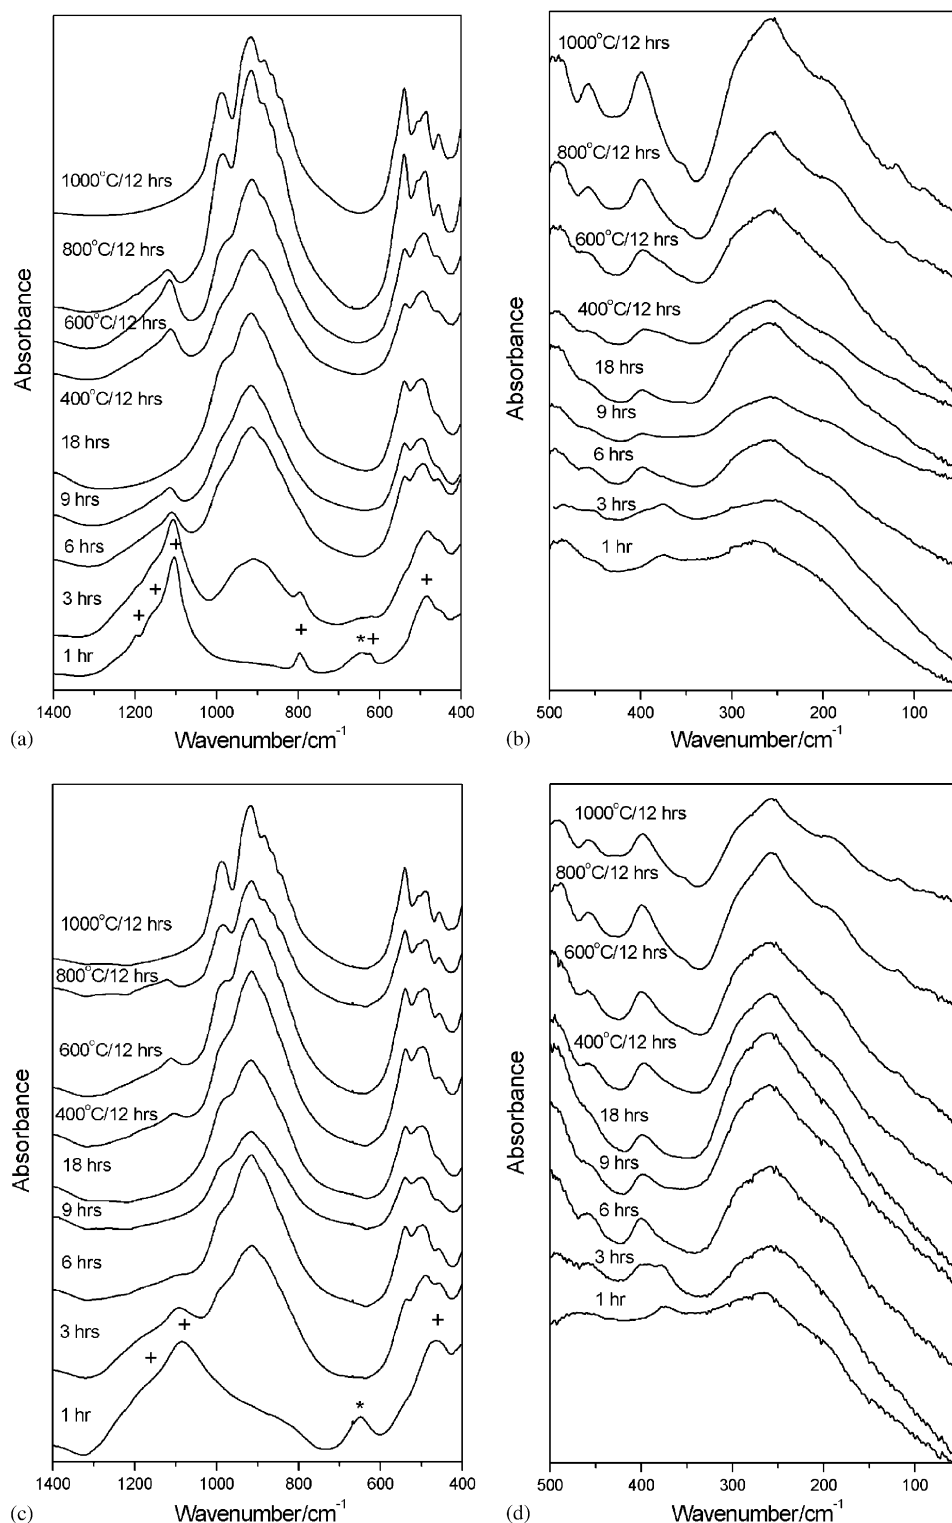 Absorbance
1000°C/12 hrs
800°C/12 hrs
600°C/12 hrs
400°C/12 hrs
18 hrs
9 hrs
6 hrs
3 hrs
1 hr
+
+
+
+
*+
+
1400 1200 1000 800 600 400
(a) Wavenumber/cm⁻¹
Absorbance
1000°C/12 hrs
800°C/12 hrs
600°C/12 hrs
400°C/12 hrs
18 hrs
9 hrs
6 hrs
3 hrs
1 hr
500 400 300 200 100
(b) Wavenumber/cm⁻¹
Absorbance
1000°C/12 hrs
800°C/12 hrs
600°C/12 hrs
400°C/12 hrs
18 hrs
9 hrs
6 hrs
3 hrs
1 hr
+
+
*
+
1400 1200 1000 800 600 400
(c) Wavenumber/cm⁻¹
Absorbance
1000°C/12 hrs
800°C/12 hrs
600°C/12 hrs
400°C/12 hrs
18 hrs
9 hrs
6 hrs
3 hrs
1 hr
500 400 300 200 100
(d) Wavenumber/cm⁻¹